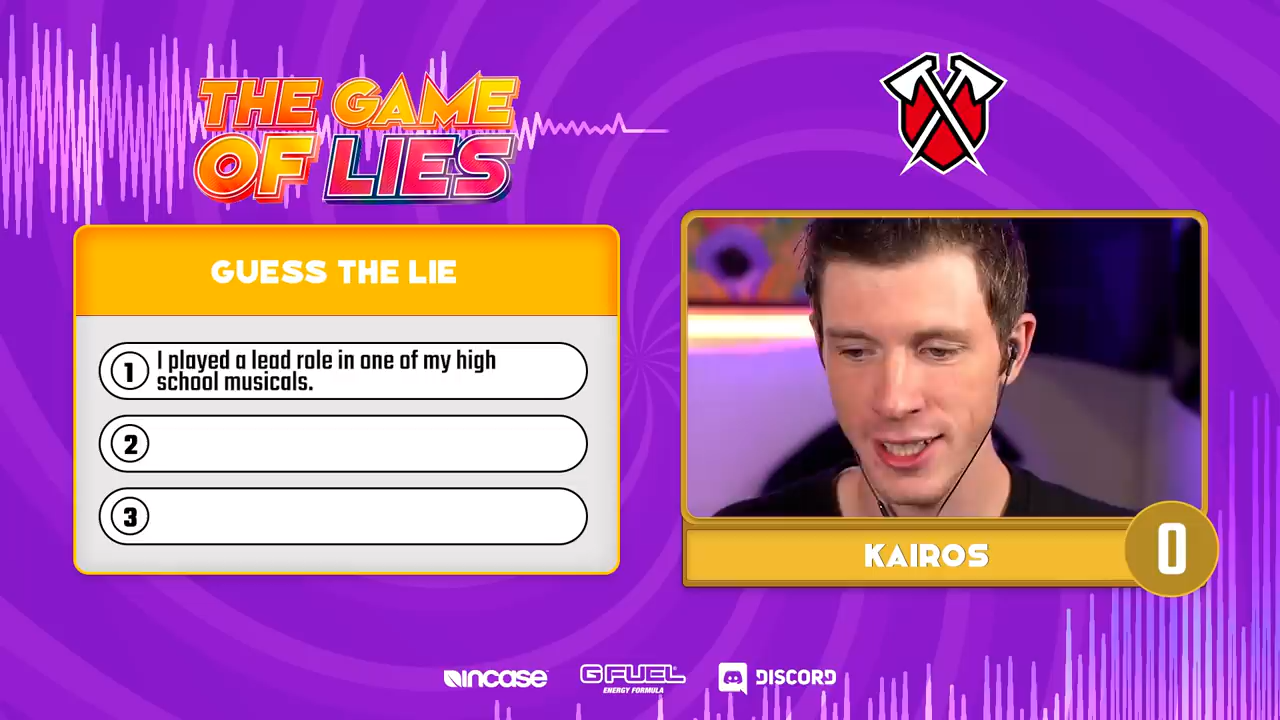 THE GAME
OF LIES
GUESS THE LIE
1 I played a lead role in one of my high
school musicals.
2
3
KAIROS
0
INCASE
G FUEL
ENERGY FORMULA
DISCORD